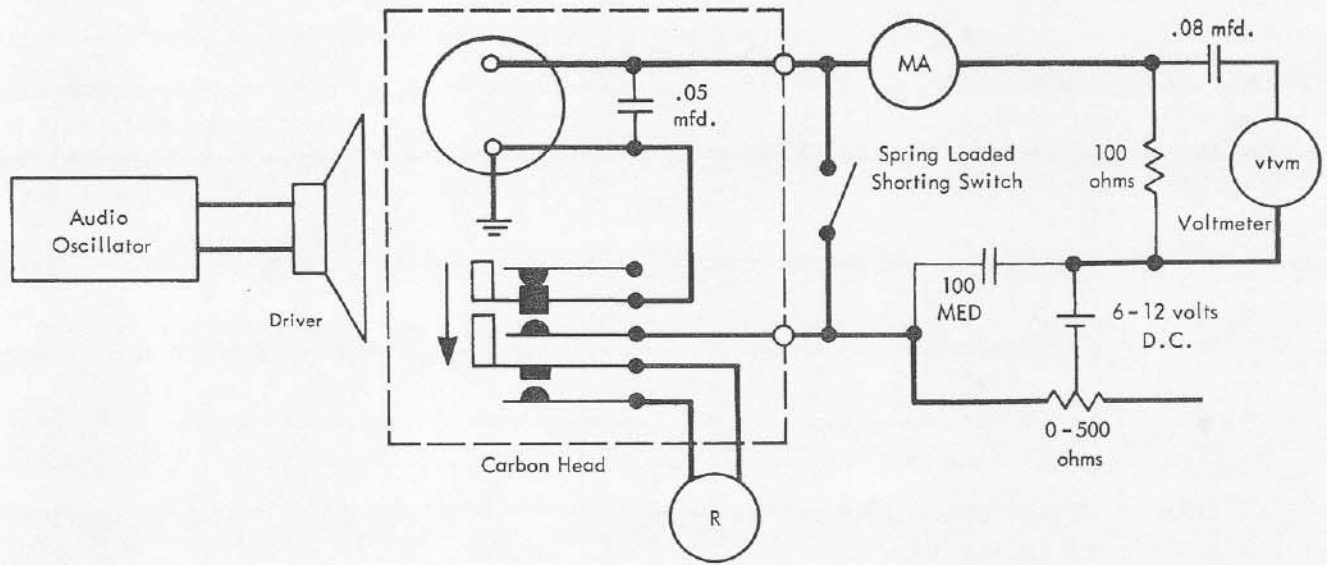 .08 mfd.
MA
.05
mfd.
Spring Loaded
Shorting Switch
100
ohms
vtvm
Audio
Oscillator
Voltmeter
100
MED
6-12 volts
D.C.
Driver
0-500
ohms
Carbon Head
R